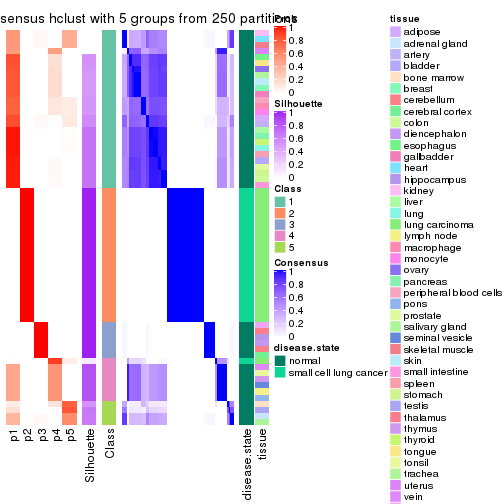 sensus hclust with 5 groups from 250 partitions
1
0.8
0.6
0.4
0.2
0
Silhouette
1
0.8
0.6
0.4
0.2
0
Class
1
2
3
4
5
Consensus
1
0.8
0.6
0.4
0.2
0
disease.state
normal
small cell lung cancer
tissue
adipose
adrenal gland
artery
bladder
bone marrow
breast
cerebellum
cerebral cortex
colon
diencephalon
esophagus
gallbladder
heart
hippocampus
kidney
liver
lung
lung carcinoma
lymph node
macrophage
monocyte
ovary
pancreas
peripheral blood cells
pons
prostate
salivary gland
seminal vesicle
skeletal muscle
skin
small intestine
spleen
stomach
testis
thalamus
thymus
thyroid
tongue
tonsil
trachea
uterus
vein
p1
p2
p3
p4
p5
Silhouette
Class
disease.state
tissue